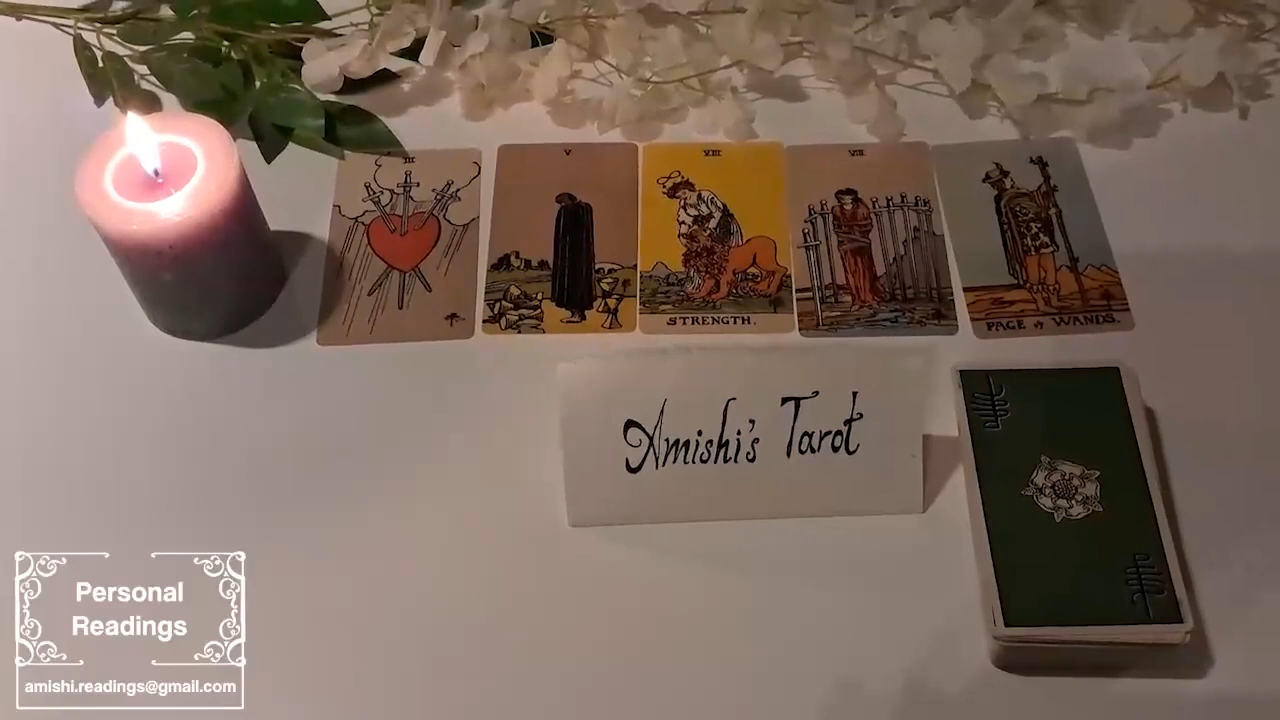 III
V
VIII
VIII
STRENGTH.
PAGE of WANDS.
Amishi's Tarot
Personal
Readings
amishi.readings@gmail.com